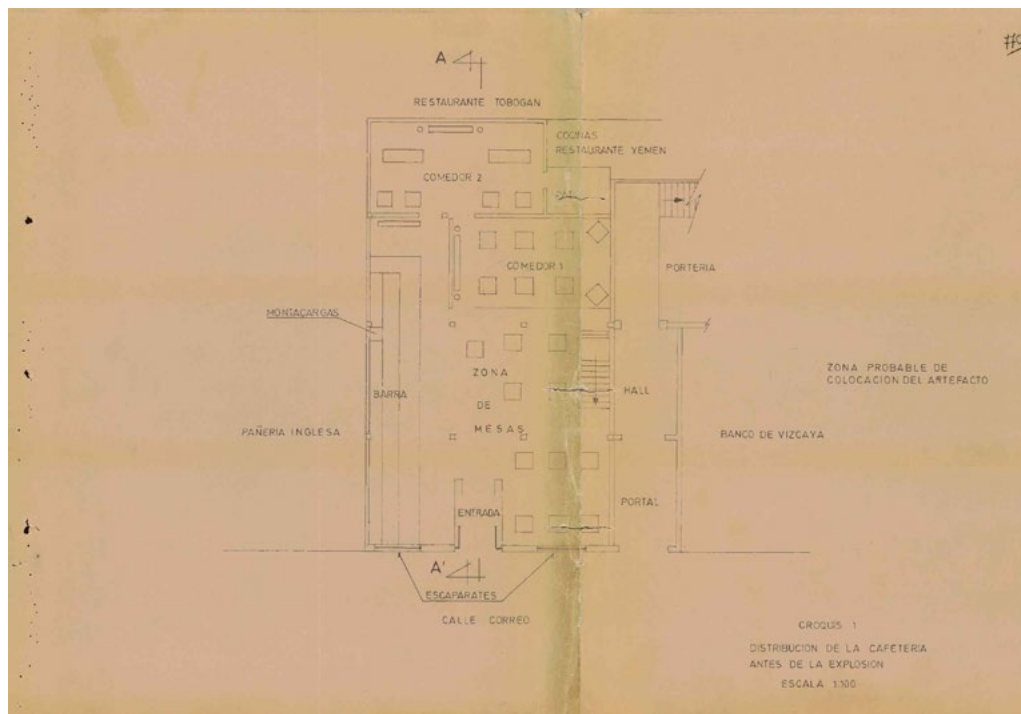 A
RESTAURANTE TOBOGAN
COCINAS
RESTAURANTE YEMEN
COMEDOR 2
COMEDOR 1
PORTERIA
MONTACARGAS
ZONA PROBABLE DE
COLOCACION DEL ARTEFACTO
ZONA
BARRA
HALL
DE
MESAS
PAÑERIA INGLESA
BANCO DE VIZCAYA
PORTAL
ENTRADA
A'
ESCAPARATES
CALLE CORREO
CROQUIS 1
DISTRIBUCION DE LA CAFETERIA
ANTES DE LA EXPLOSION
ESCALA 1:100